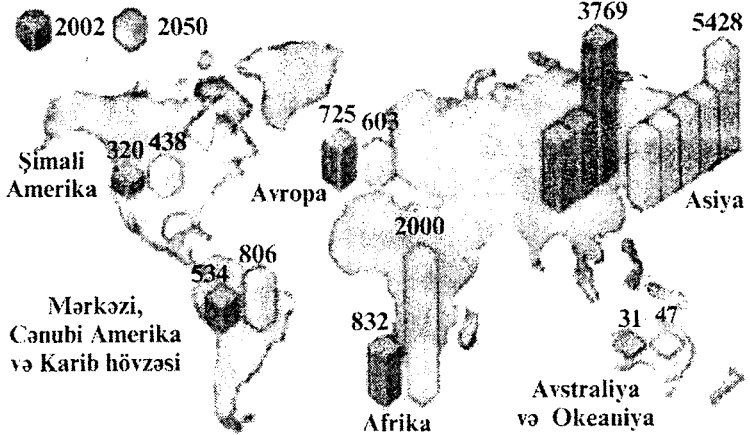 2002 2050
3769
5428
725
603
320
438
Şimali
Amerika
Avropa
Asiya
2000
806
534
Mərkəzi,
Cənubi Amerika
və Karib hövzəsi
832
31
47
Afrika
Avstraliya
və Okeaniya